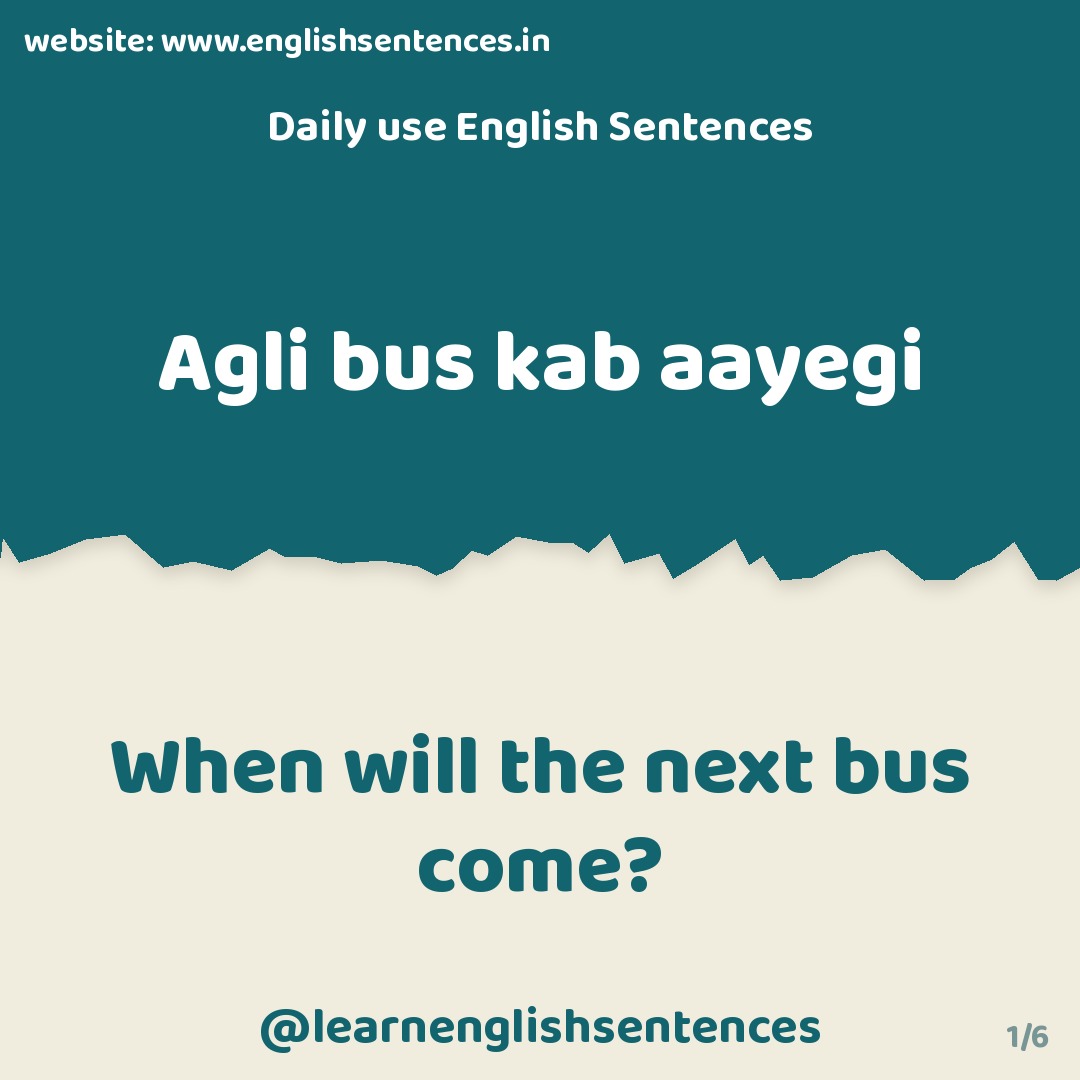 website: www.englishsentences.in
Daily use English Sentences
Agli bus kab aayegi
When will the next bus
come?
@learnenglishsentences
1/6